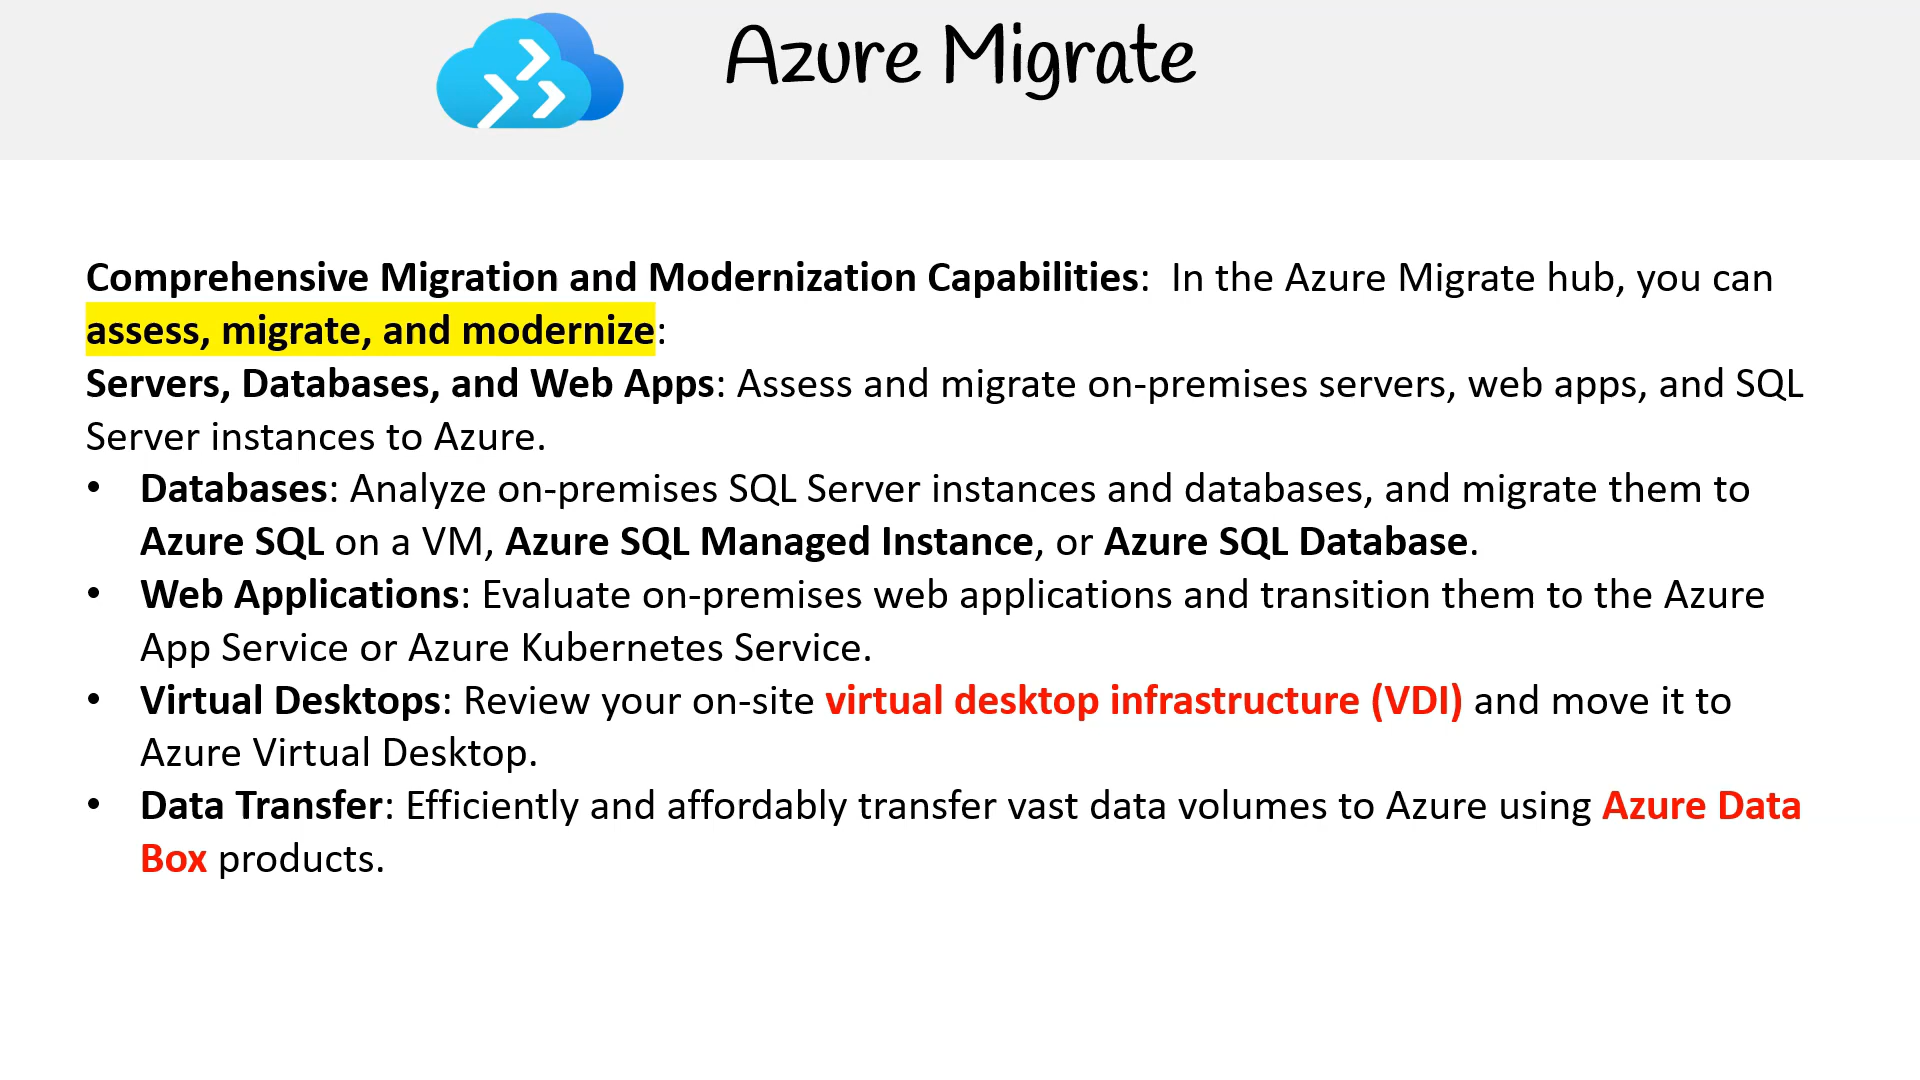 Azure Migrate
Comprehensive Migration and Modernization Capabilities:  In the Azure Migrate hub, you can
assess, migrate, and modernize:
Servers, Databases, and Web Apps: Assess and migrate on-premises servers, web apps, and SQL
Server instances to Azure.
• Databases: Analyze on-premises SQL Server instances and databases, and migrate them to
Azure SQL on a VM, Azure SQL Managed Instance, or Azure SQL Database.
• Web Applications: Evaluate on-premises web applications and transition them to the Azure
App Service or Azure Kubernetes Service.
• Virtual Desktops: Review your on-site virtual desktop infrastructure (VDI) and move it to
Azure Virtual Desktop.
• Data Transfer: Efficiently and affordably transfer vast data volumes to Azure using Azure Data
Box products.